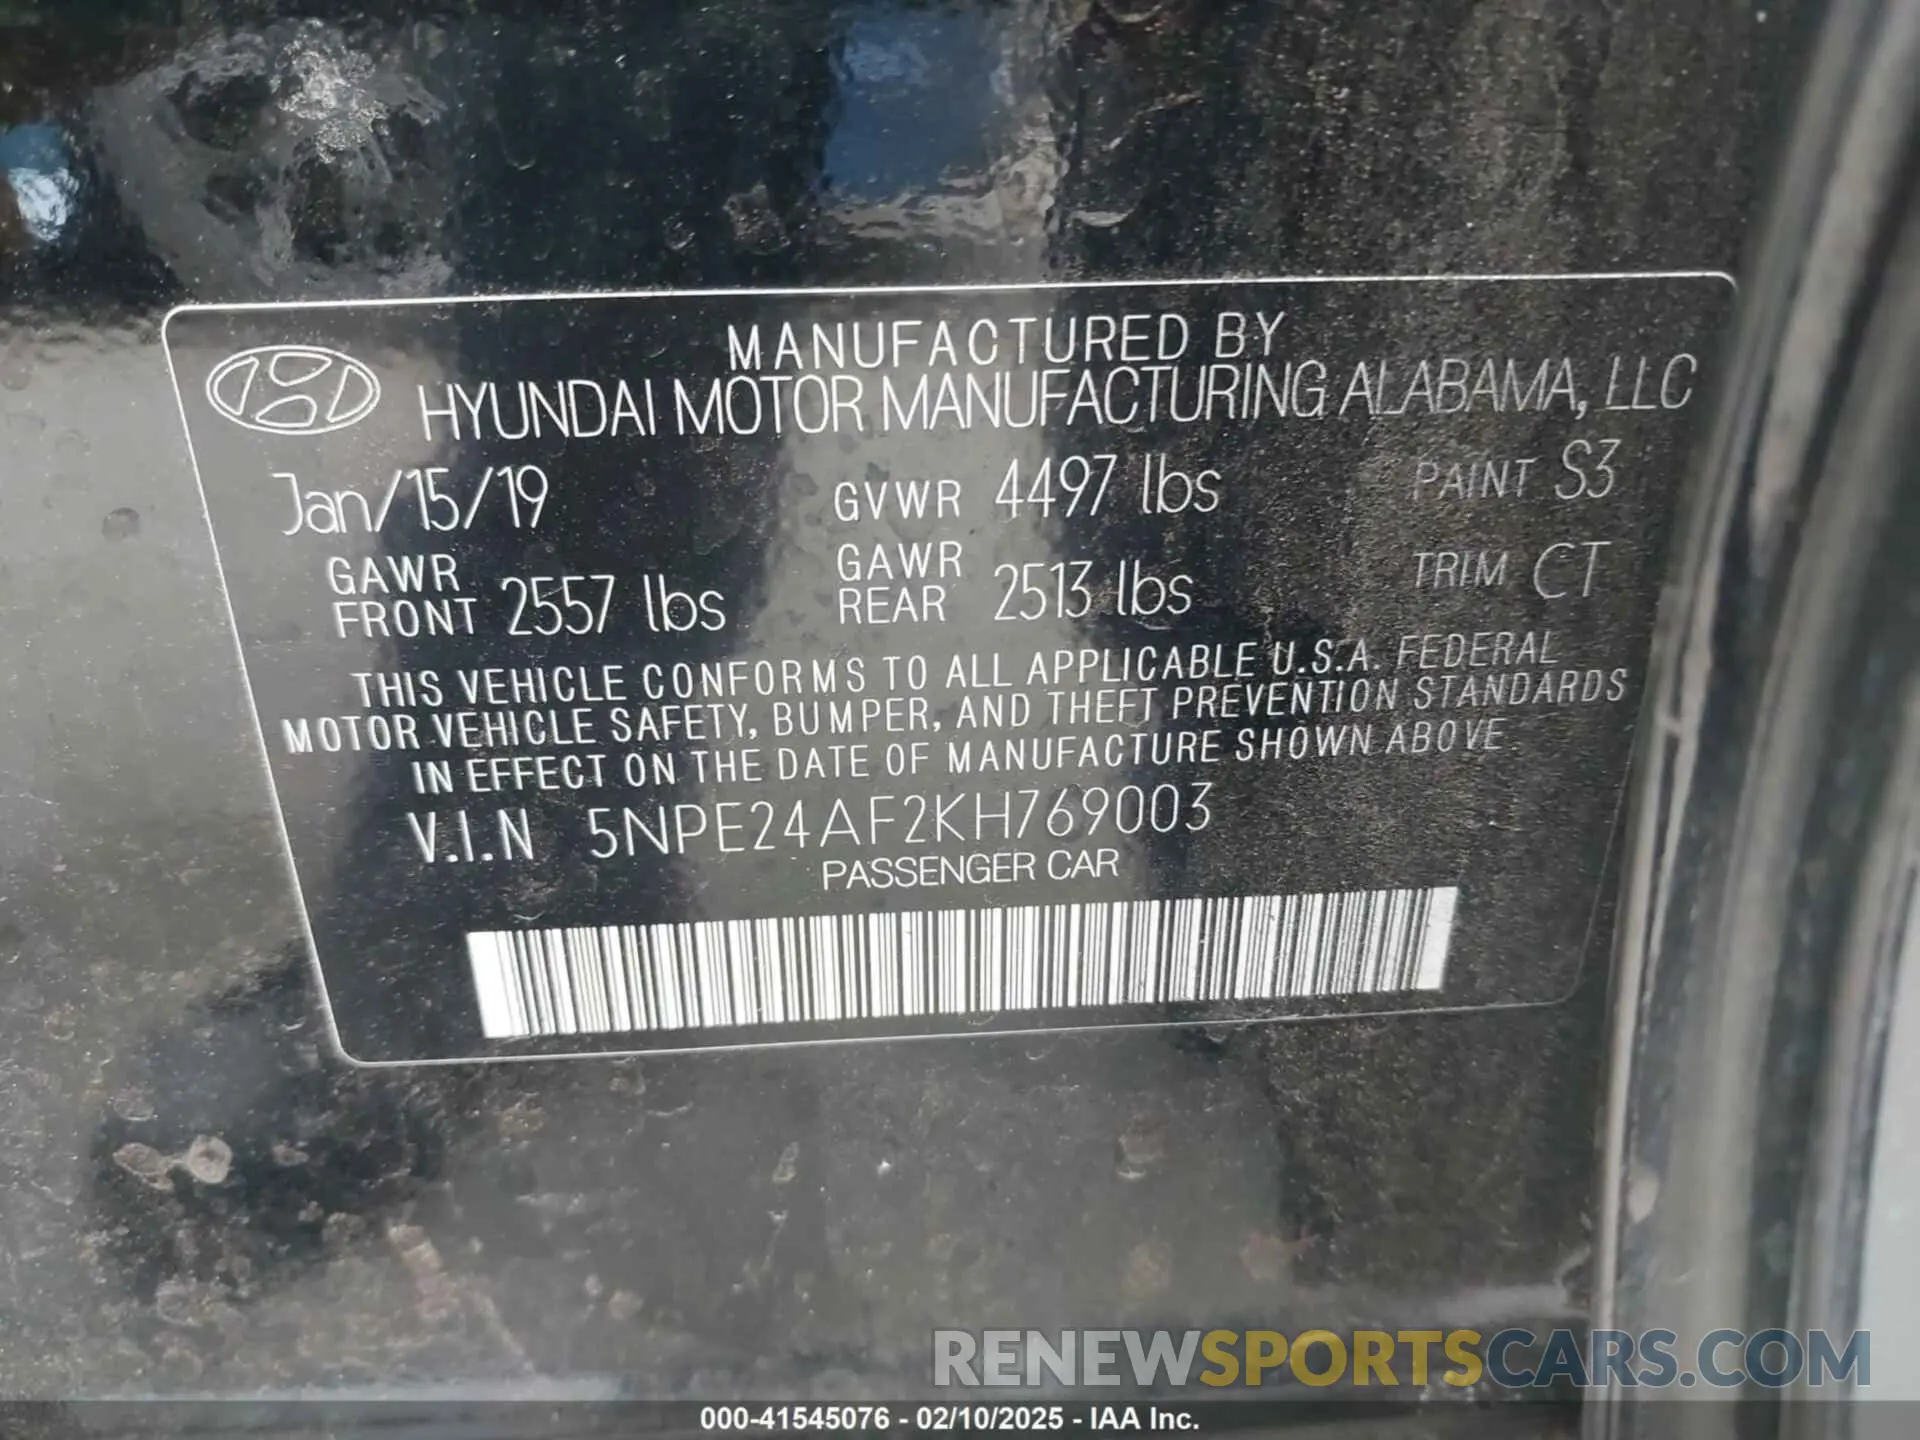 MANUFACTURED BY
HYUNDAI MOTOR MANUFACTURING ALABAMA, LLC
Jan/15/19 GVWR 4497 lbs PAINT S3
GAWR FRONT 2557 lbs GAWR REAR 2513 lbs TRIM CT
THIS VEHICLE CONFORMS TO ALL APPLICABLE U.S.A. FEDERAL
MOTOR VEHICLE SAFETY, BUMPER, AND THEFT PREVENTION STANDARDS
IN EFFECT ON THE DATE OF MANUFACTURE SHOWN ABOVE
V.I.N 5NPE24AF2KH769003
PASSENGER CAR
RENEWSPORTSCARS.COM
000-41545076 - 02/10/2025 - IAA Inc.